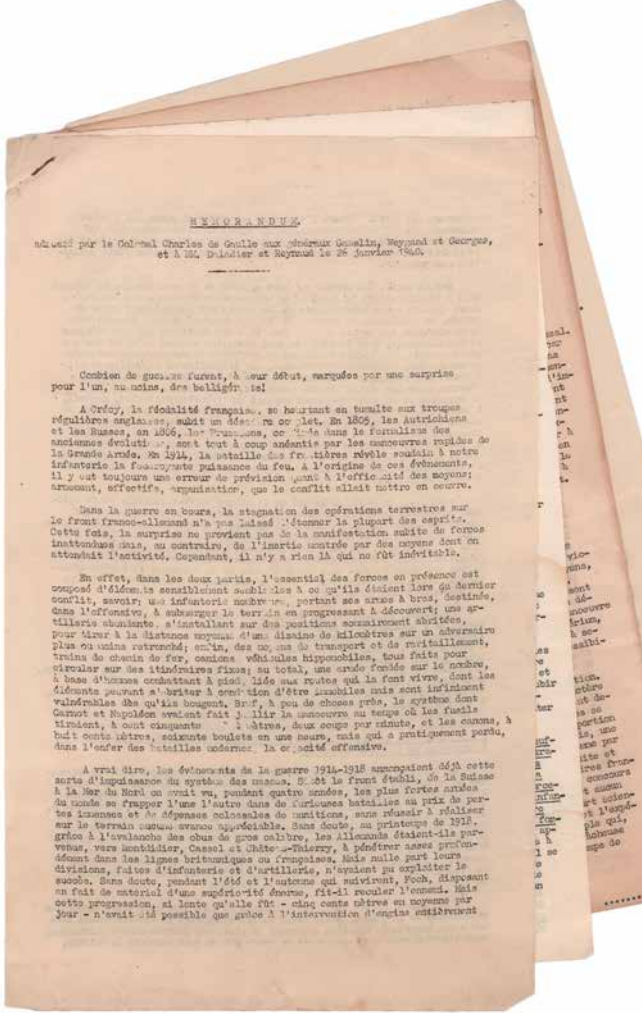 MEMORANDUM.
adressé par le Colonel Charles de Gaulle aux généraux Gamelin, Weygand et Georges,
et à MM. Daladier et Reynaud le 26 janvier 1940.
Combien de guerres furent, à leur début, marquées par une surprise
pour l'un, au moins, des belligérants!
A Crécy, la féodalité française, se heurtant en tumulte aux troupes
régulières anglaises, subit un désastre complet. En 1805, les Autrichiens
et les Russes, en 1806, les Prussiens, dans le formalisme des
anciennes évolutions, sont tout à coup anéantis par les manoeuvres rapides de
la Grande Armée. En 1914, la bataille des frontières révèle soudain à notre
infanterie la foudroyante puissance du feu. A l'origine de ces évènements,
il y eut toujours une erreur de prévision quant à l'efficacité des moyens;
armement, effectifs, organisation, que le conflit allait mettre en oeuvre.
Dans la guerre en cours, la stagnation des opérations terrestres sur
le front franco-allemand n'a pas laissé d'étonner la plupart des esprits.
Cette fois, la surprise ne provient pas de la manifestation subite de forces
inattendues mais, au contraire, de l'inertie montrée par des moyens dont on
attendait l'activité. Cependant, il n'y a rien là qui ne fût inévitable.
En effet, dans les deux partis, l'essentiel des forces en présence est
composé d'éléments sensiblement semblables à ce qu'ils étaient lors du dernier
conflit, savoir; une infanterie nombreuse, portant ses armes à bras, destinée,
dans l'offensive, à submerger le terrain en progressant à découvert; une ar-
tillerie abondante, s'installant sur des positions sommairement abritées,
pour tirer à la distance moyenne d'une dizaine de kilomètres sur un adversaire
plus ou moins retranché; enfin, des moyens de transport et de ravitaillement,
trains de chemin de fer, camions véhicules hippomobiles, tous faits pour
circuler sur des itinéraires fixes; au total, une armée fondée sur le nombre,
à base d'hommes combattant à pied, liée aux routes qui la font vivre, dont les
éléments peuvent s'abriter à condition d'être immobiles mais sont infiniment
vulnérables dès qu'ils bougent. Bref, à peu de choses près, le système dont
Carnot et Napoléon avaient fait jaillir la manoeuvre au temps où les fusils
tiraient, à cent cinquante mètres, deux coups par minute, et les canons, à
huit cents mètres, soixante boulets en une heure, mais qui a pratiquement perdu,
dans l'enfer des batailles modernes, la capacité offensive.
A vrai dire, les évènements de la guerre 1914-1918 annonçaient déjà cette
sorte d'impuissance du système des masses. Sitôt le front établi, de la Suisse
à la Mer du Nord on avait vu, pendant quatre années, les plus fortes armées
du monde se frapper l'une l'autre dans de furieuses batailles au prix de per-
tes immenses et de dépenses colossales de munitions, sans réussir à réaliser
sur le terrain aucune avance appréciable. Sans doute, au printemps de 1918,
grâce à l'avalanche des obus de gros calibre, les Allemands étaient-ils par-
venus, vers Montdidier, Cassel et Château-Thierry, à pénétrer assez profon-
dément dans les lignes britanniques ou françaises. Mais nulle part leurs
divisions, faites d'infanterie et d'artillerie, n'avaient pu exploiter le
succès. Sans doute, pendant l'été et l'automne qui suivirent, Foch, disposant
en fait de matériel d'une supériorité énorme, fit-il reculer l'ennemi. Mais
cette progression, si lente qu'elle fût - cinq cents mètres en moyenne par
jour - n'avait été possible que grâce à l'intervention d'engins entièrement